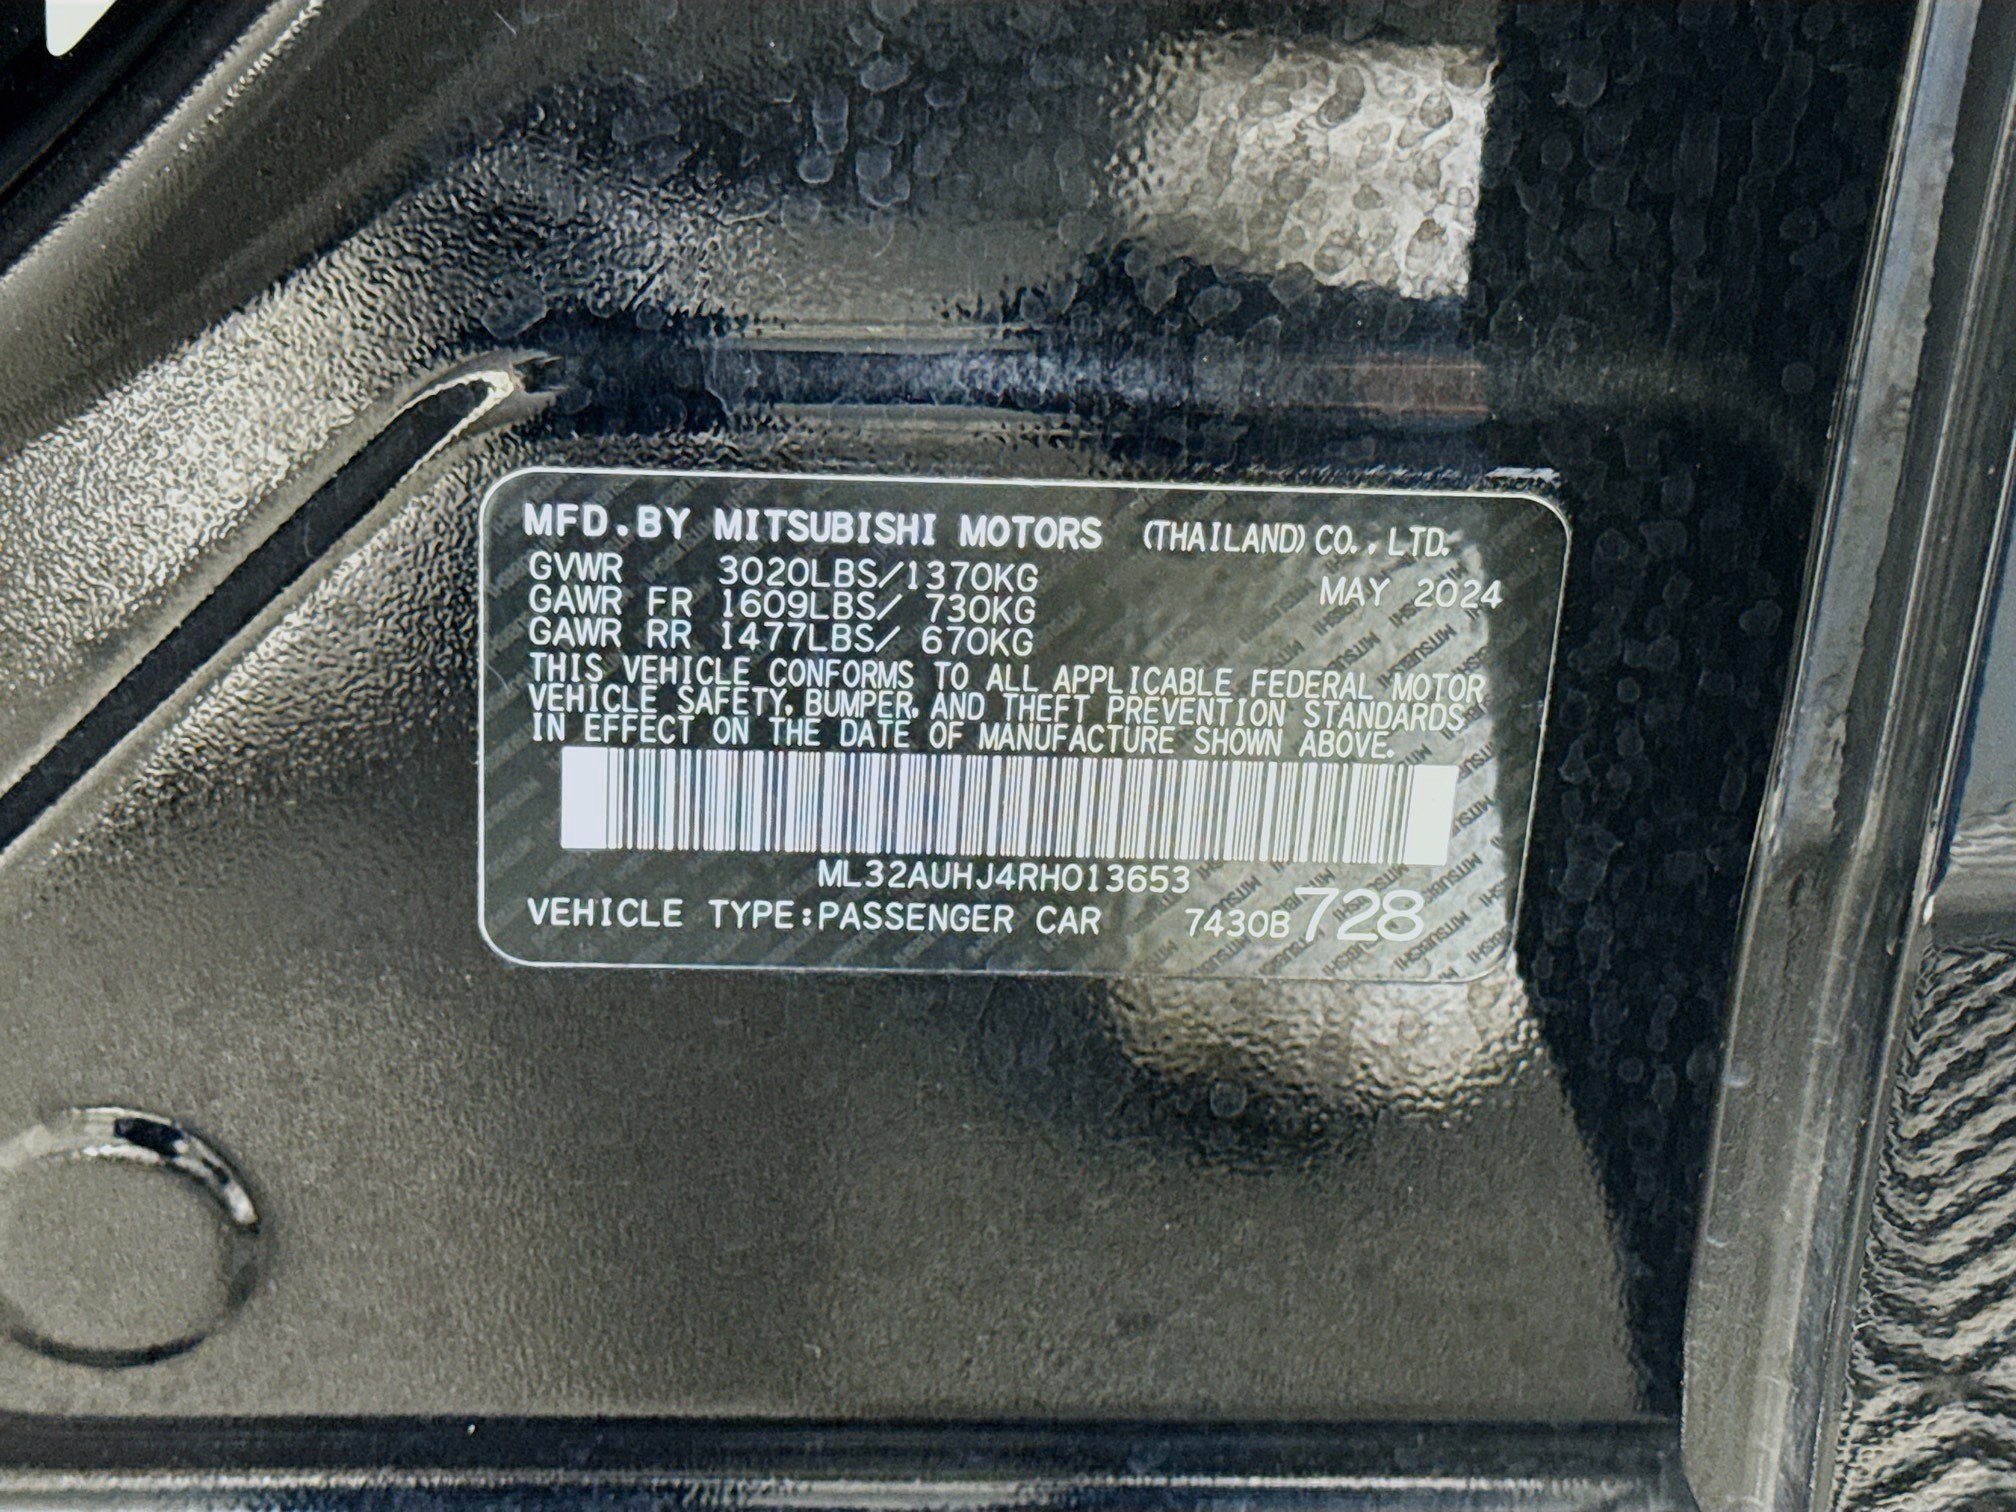 MFD.BY MITSUBISHI MOTORS (THAILAND) CO., LTD.
GVWR 3020LBS/1370KG MAY 2024
GAWR FR 1609LBS/ 730KG
GAWR RR 1477LBS/ 670KG
THIS VEHICLE CONFORMS TO ALL APPLICABLE FEDERAL MOTOR
VEHICLE SAFETY, BUMPER, AND THEFT PREVENTION STANDARDS
IN EFFECT ON THE DATE OF MANUFACTURE SHOWN ABOVE.
ML32AUHJ4RH013653
VEHICLE TYPE:PASSENGER CAR 7430B728